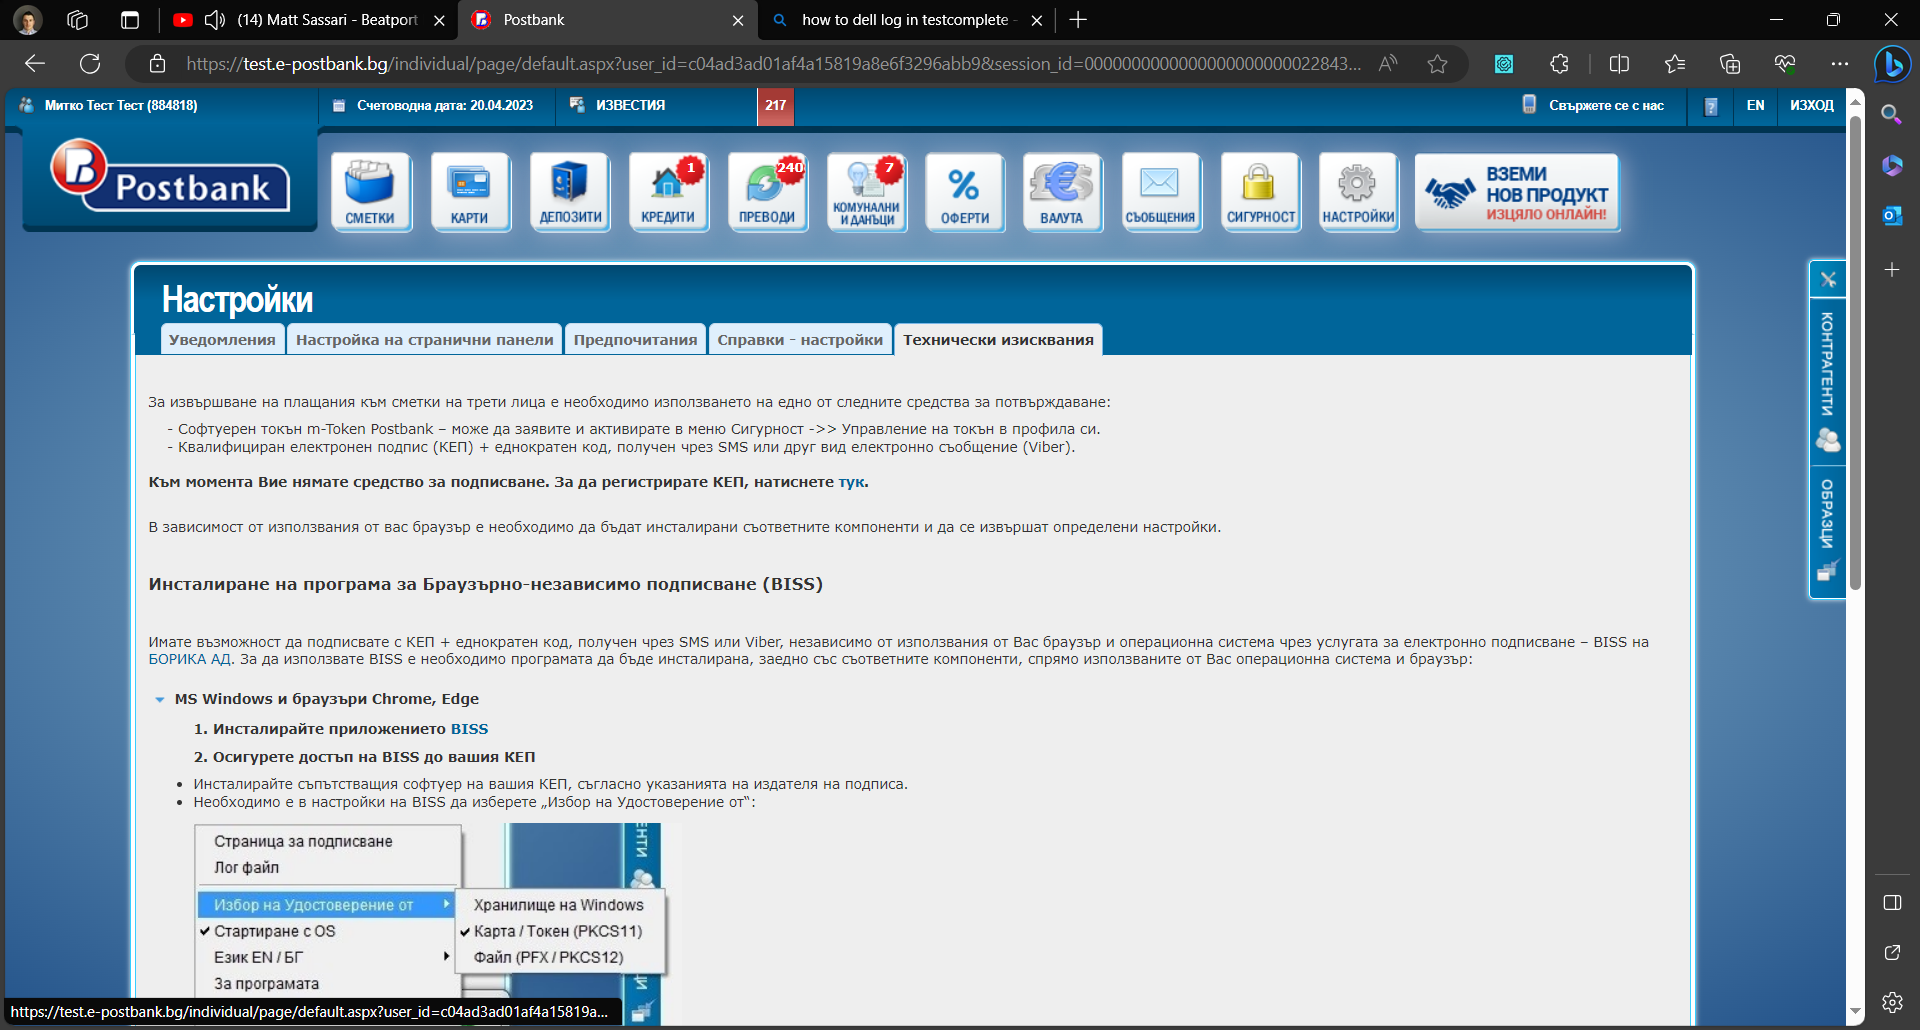 (14) Matt Sassari - Beatport
Postbank
how to dell log in testcomplete -
https://test.e-postbank.bg/individual/page/default.aspx?user_id=c04ad3ad01af4a15819a8e6f3296abb9&session_id=0000000000000000000000022843...
Митко Тест Тест (884818)
Счетоводна дата: 20.04.2023
ИЗВЕСТИЯ
217
Свържете се с нас
EN
ИЗХОД
Postbank
СМЕТКИ
КАРТИ
ДЕПОЗИТИ
1
КРЕДИТИ
240
ПРЕВОДИ
7
КОМУНАЛНИ
И ДАНЪЦИ
ОФЕРТИ
ВАЛУТА
СЪОБЩЕНИЯ
СИГУРНОСТ
НАСТРОЙКИ
ВЗЕМИ
НОВ ПРОДУКТ
ИЗЦЯЛО ОНЛАЙН!
Настройки
Уведомления
Настройка на странични панели
Предпочитания
Справки - настройки
Технически изисквания
КОНТРАГЕНТИ
ОБРАЗЦИ
За извършване на плащания към сметки на трети лица е необходимо използването на едно от следните средства за потвърждаване:
- Софтуерен токън m-Token Postbank – може да заявите и активирате в меню Сигурност ->> Управление на токън в профила си.
- Квалифициран електронен подпис (КЕП) + еднократен код, получен чрез SMS или друг вид електронно съобщение (Viber).
Към момента Вие нямате средство за подписване. За да регистрирате КЕП, натиснете тук.
В зависимост от използвания от вас браузър е необходимо да бъдат инсталирани съответните компоненти и да се извършат определени настройки.
Инсталиране на програма за Браузърно-независимо подписване (BISS)
Имате възможност да подписвате с КЕП + еднократен код, получен чрез SMS или Viber, независимо от използвания от Вас браузър и операционна система чрез услугата за електронно подписване – BISS на
БОРИКА АД. За да използвате BISS е необходимо програмата да бъде инсталирана, заедно със съответните компоненти, спрямо използваните от Вас операционна система и браузър:
MS Windows и браузъри Chrome, Edge
1. Инсталирайте приложението BISS
2. Осигурете достъп на BISS до вашия КЕП
• Инсталирайте съпътстващия софтуер на вашия КЕП, съгласно указанията на издателя на подписа.
• Необходимо е в настройки на BISS да изберете „Избор на Удостоверение от“:
Страница за подписване
Лог файл
Избор на Удостоверение от
Стартиране с OS
Език EN / БГ
За програмата
Хранилище на Windows
Карта / Токен (PKCS11)
Файл (PFX / PKCS12)
ЕНТИ
ЦИ
https://test.e-postbank.bg/individual/page/default.aspx?user_id=c04ad3ad01af4a15819a...